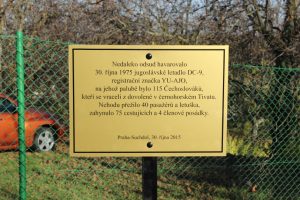 Nedaleko odsud havarovalo
30. října 1975 jugoslávské letadlo DC-9,
registrační značka YU-AJO,
na jehož palubě bylo 115 Čechoslováků,
kteří se vraceli z dovolené v černohorském Tivatu.
Nehodu přežilo 40 pasažérů a letuška,
zahynulo 75 cestujících a 4 členové posádky.
Praha-Suchdol, 30. října 2015